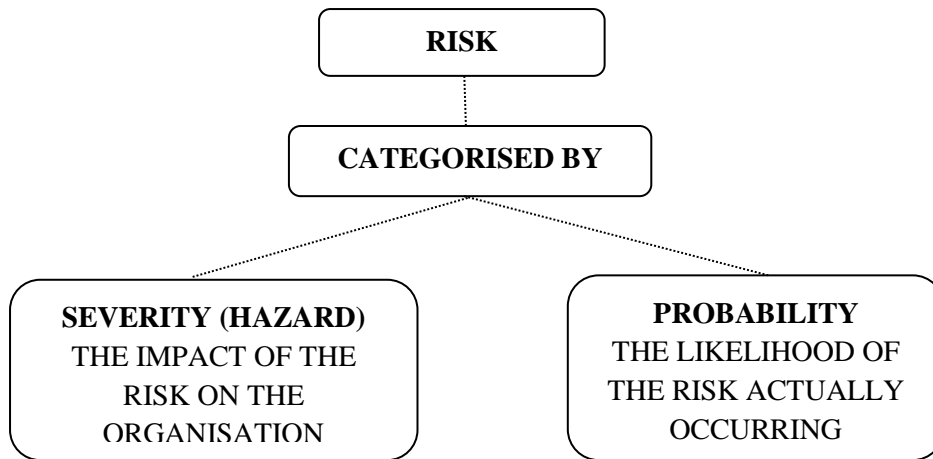 RISK
CATEGORISED BY
SEVERITY (HAZARD)
THE IMPACT OF THE
RISK ON THE
ORGANISATION
PROBABILITY
THE LIKELIHOOD OF
THE RISK ACTUALLY
OCCURRING